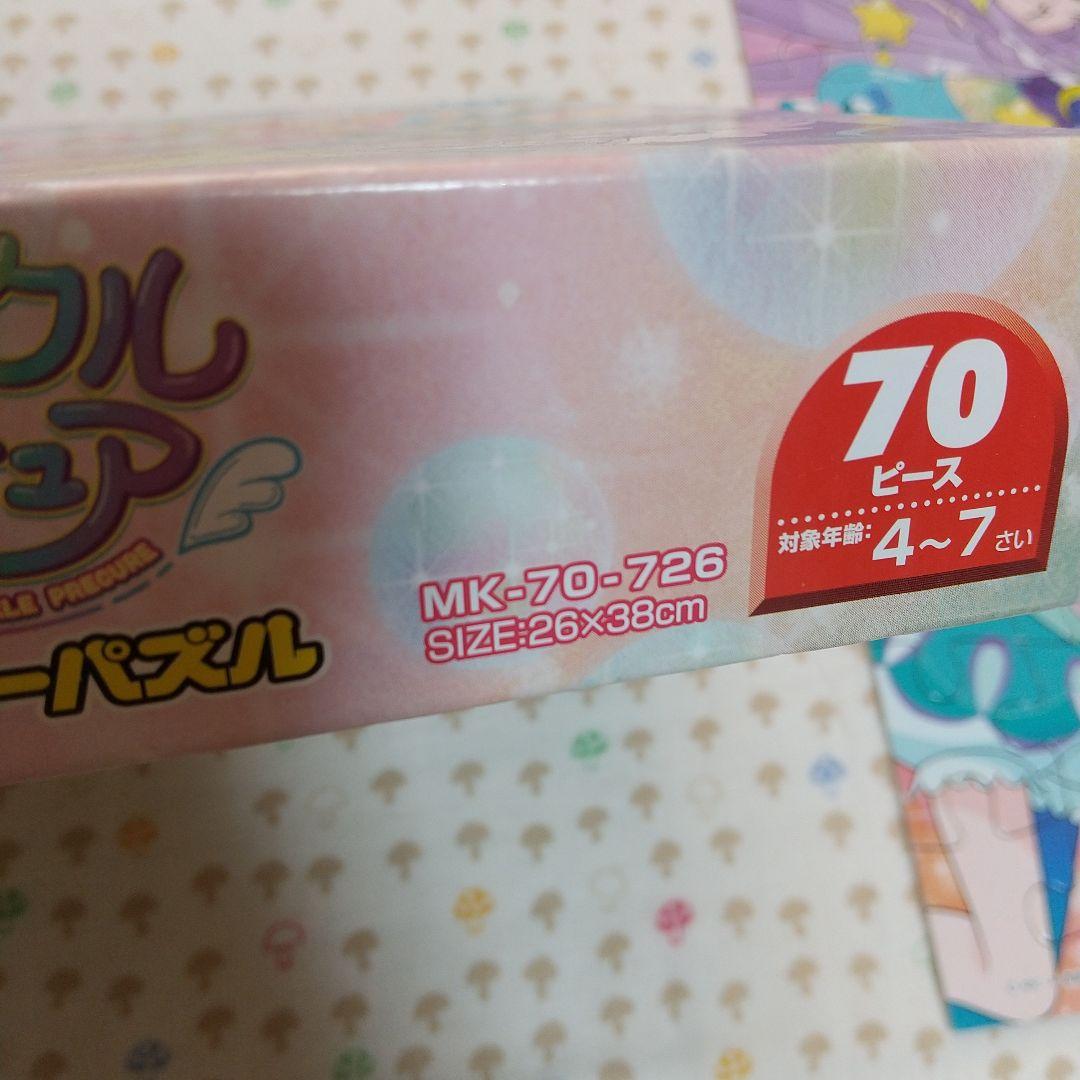 クル
ュア
LE PRECURE
ーパズル
MK-70-726
SIZE:26×38cm
70
ピース
対象年齢:4～7さい